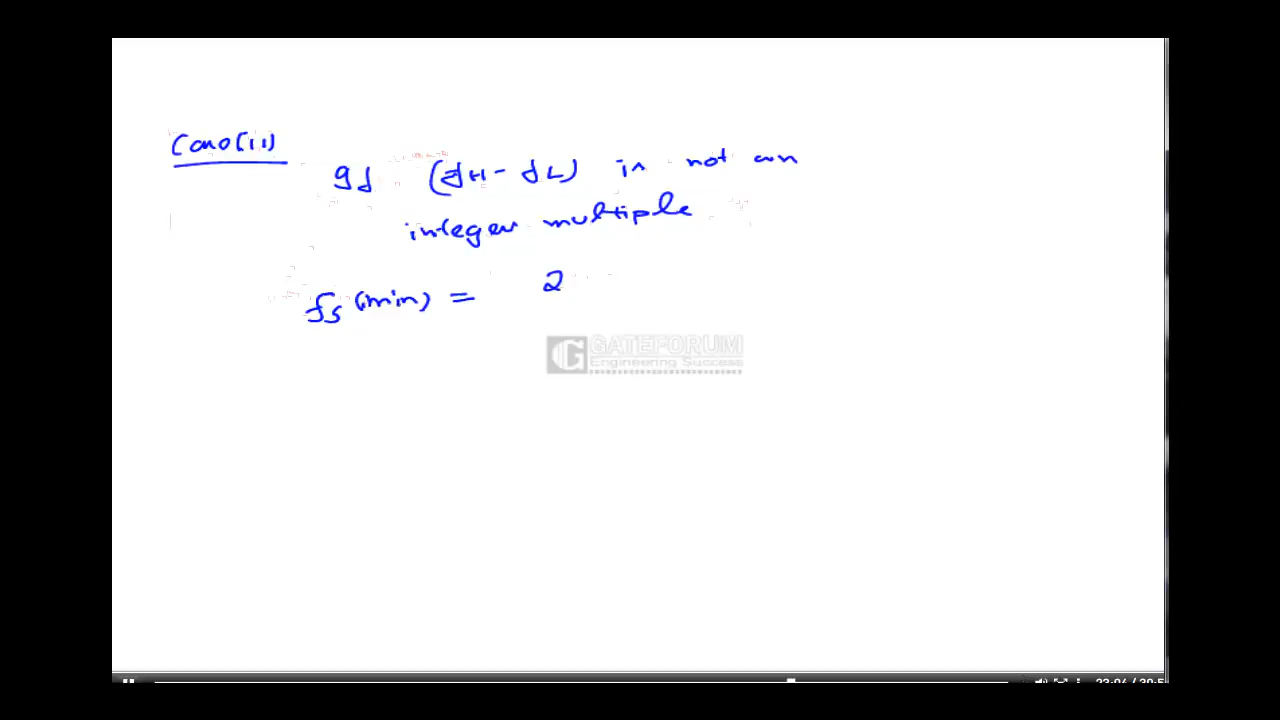 Case(ii)
If (fH - fL) is not an
integer multiple
fs(min) = 2
GATEFORUM
Engineering Success